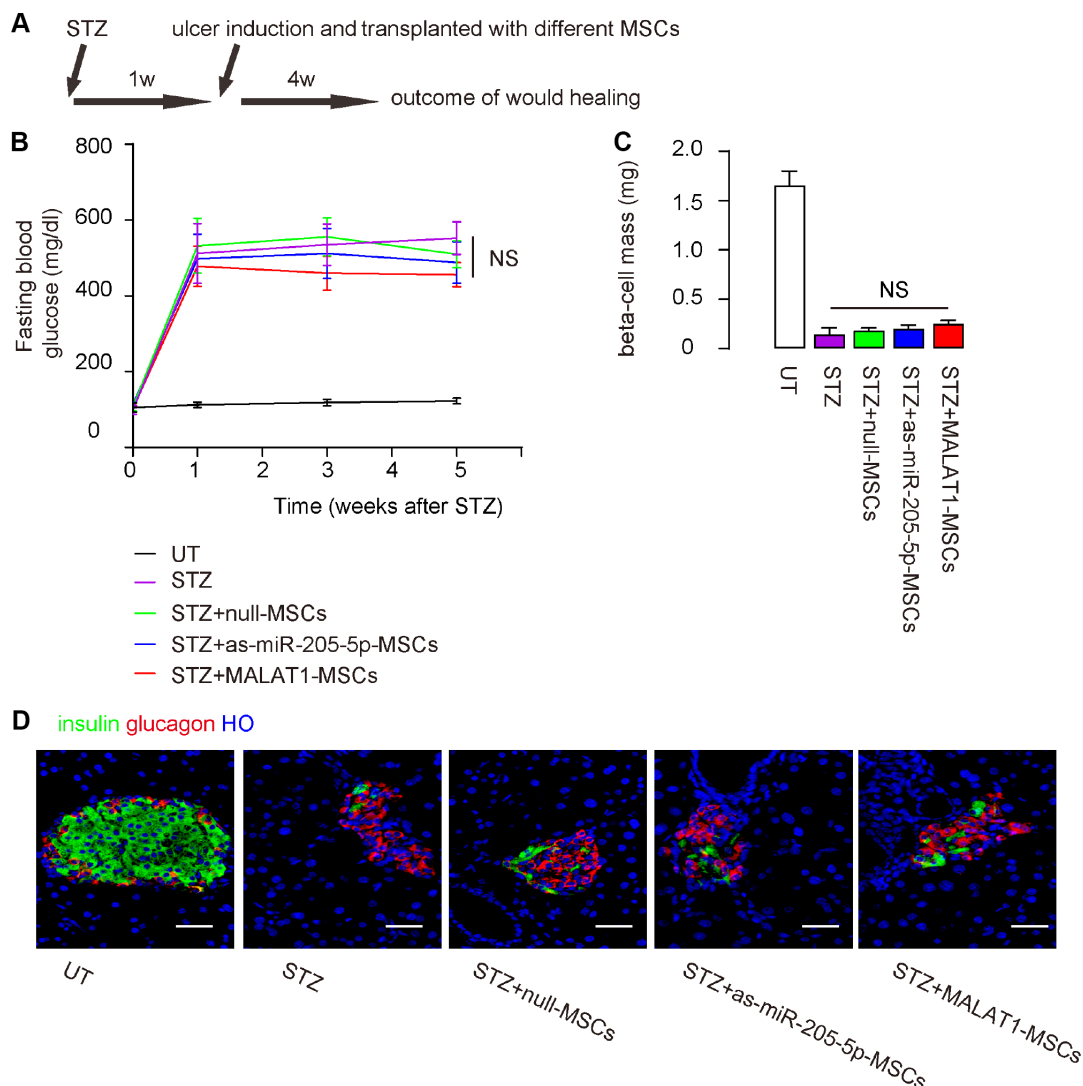 A
STZ
ulcer induction and transplanted with different MSCs
1w
4w
outcome of would healing
B
800
600
400
200
0
Fasting blood
glucose (mg/dl)
NS
0 1 2 3 4 5
Time (weeks after STZ)
UT
STZ
STZ+null-MSCs
STZ+as-miR-205-5p-MSCs
STZ+MALAT1-MSCs
C
2.0
1.5
1.0
0.5
0
beta-cell mass (mg)
NS
UT
STZ
STZ+null-MSCs
STZ+as-miR-205-5p-MSCs
STZ+MALAT1-MSCs
D
insulin glucagon HO
UT
STZ
STZ+null-MSCs
STZ+as-miR-205-5p-MSCs
STZ+MALAT1-MSCs